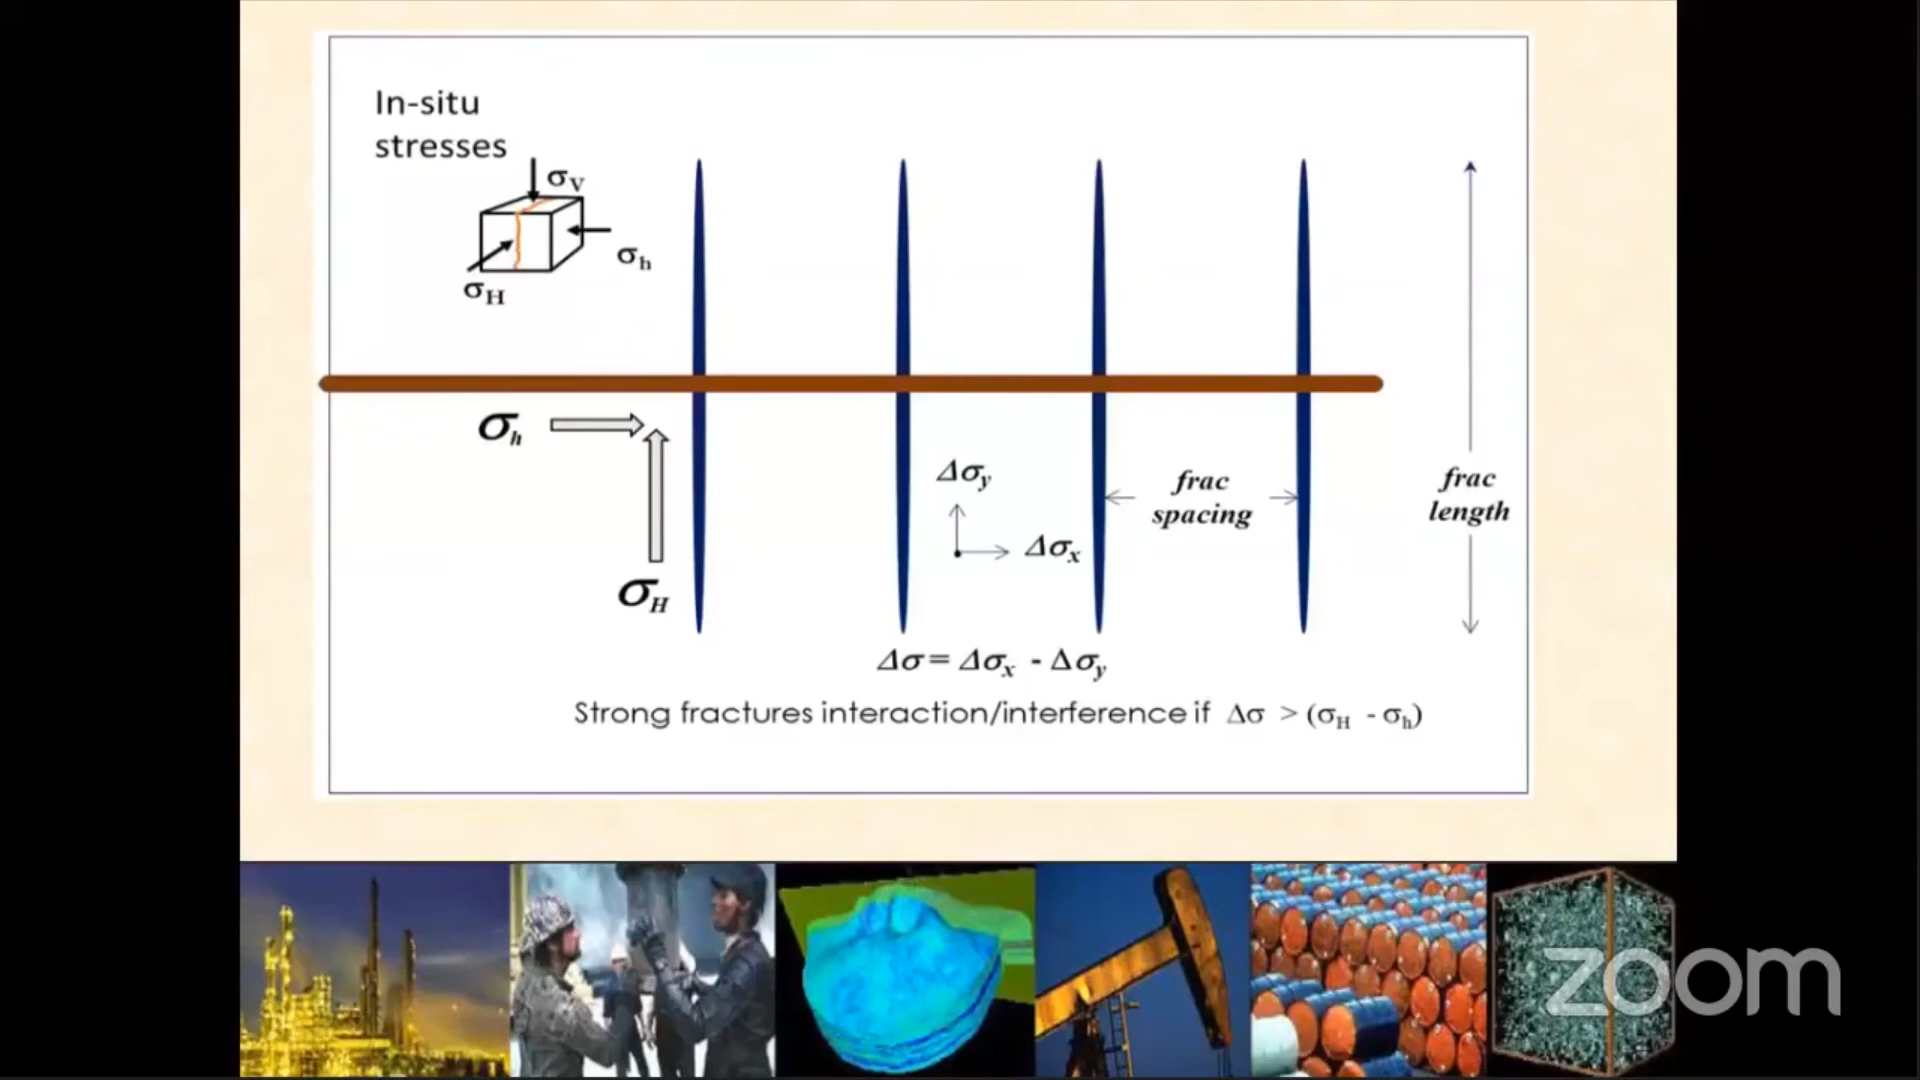 In-situ
stresses
σV
σh
σH
σh
σH
Δσy
Δσx
frac
spacing
frac
length
Δσ = Δσx - Δσy
Strong fractures interaction/interference if Δσ > (σH - σh)
zoom